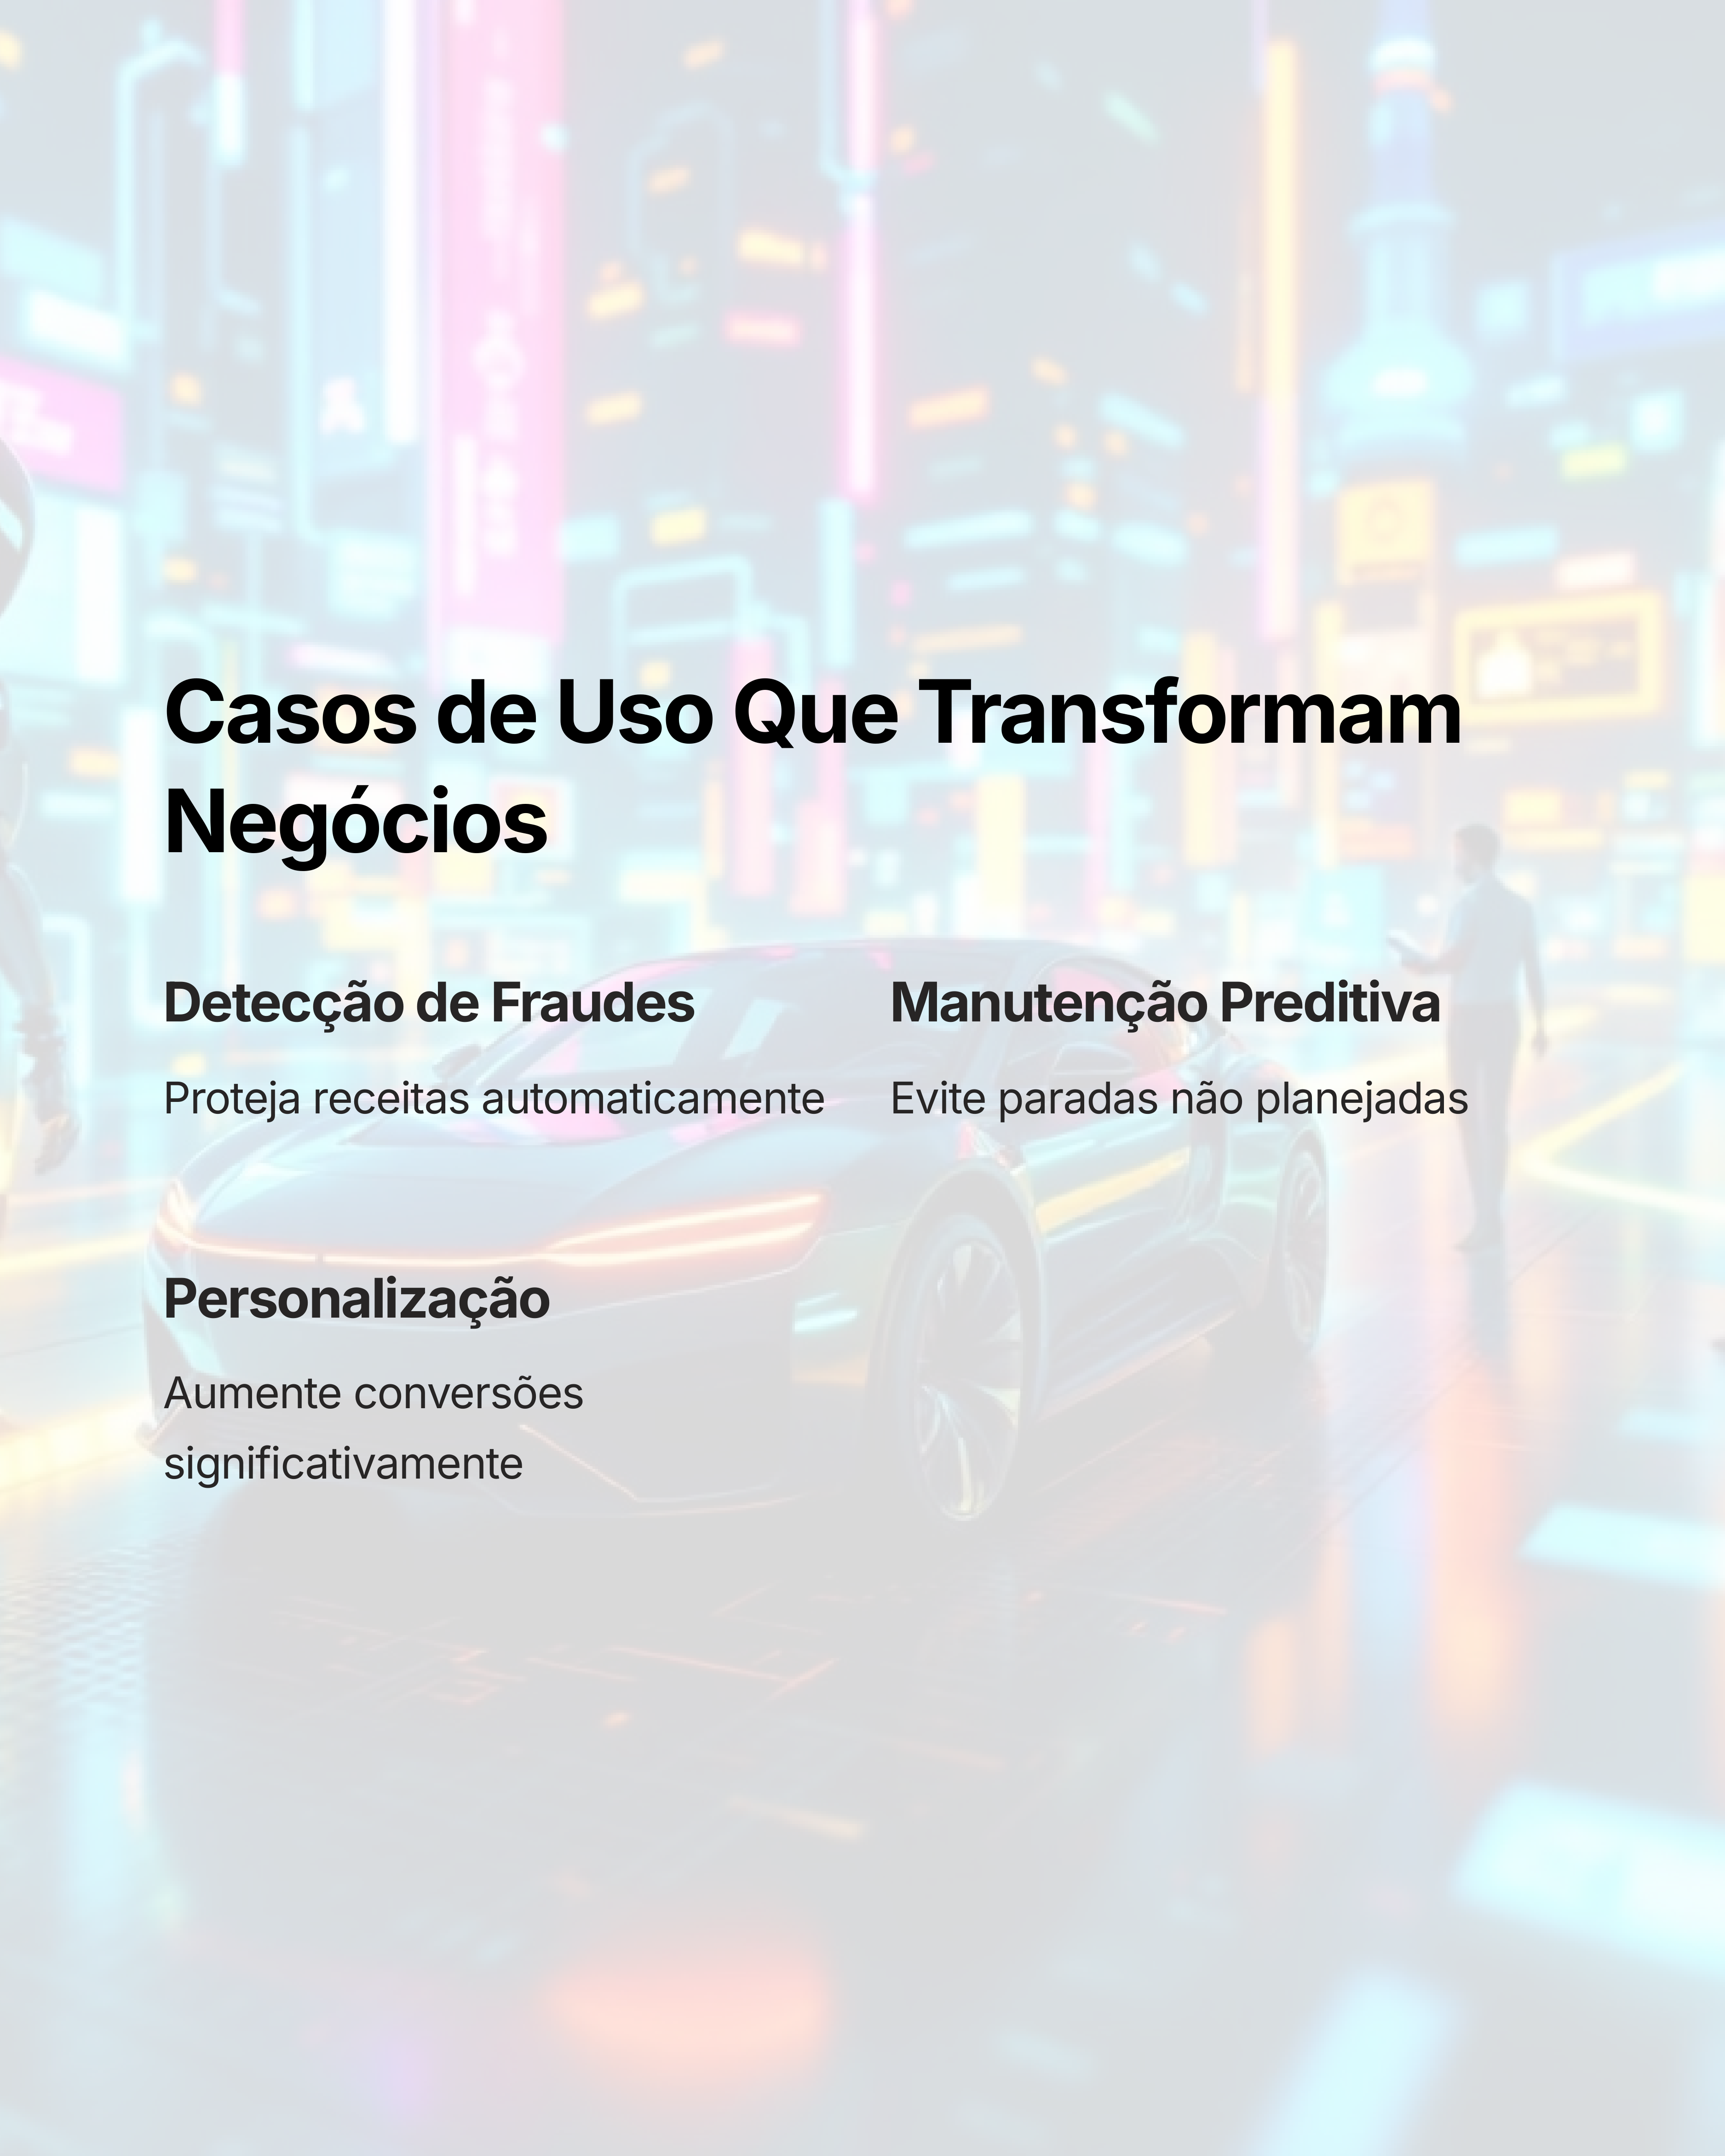 Casos de Uso Que Transformam
Negócios
Detecção de Fraudes
Proteja receitas automaticamente
Manutenção Preditiva
Evite paradas não planejadas
Personalização
Aumente conversões
significativamente